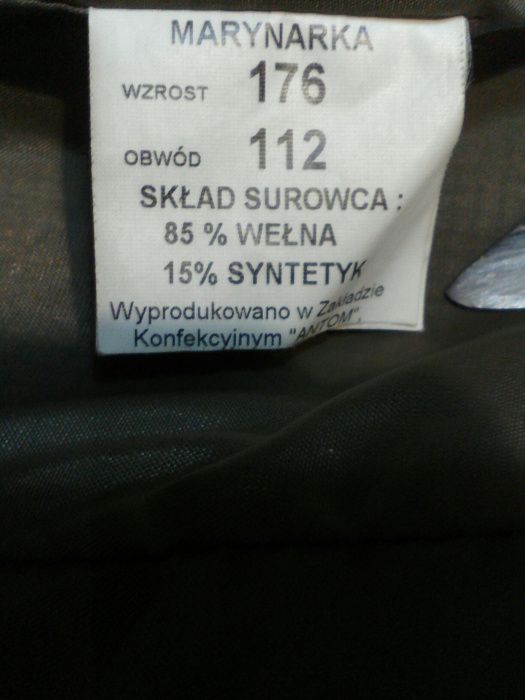 MARYNARKA
WZROST 176
OBWÓD 112
SKŁAD SUROWCA :
85 % WEŁNA
15% SYNTETYK
Wyprodukowano w Zakładzie
Konfekcyjnym "ANTOM".